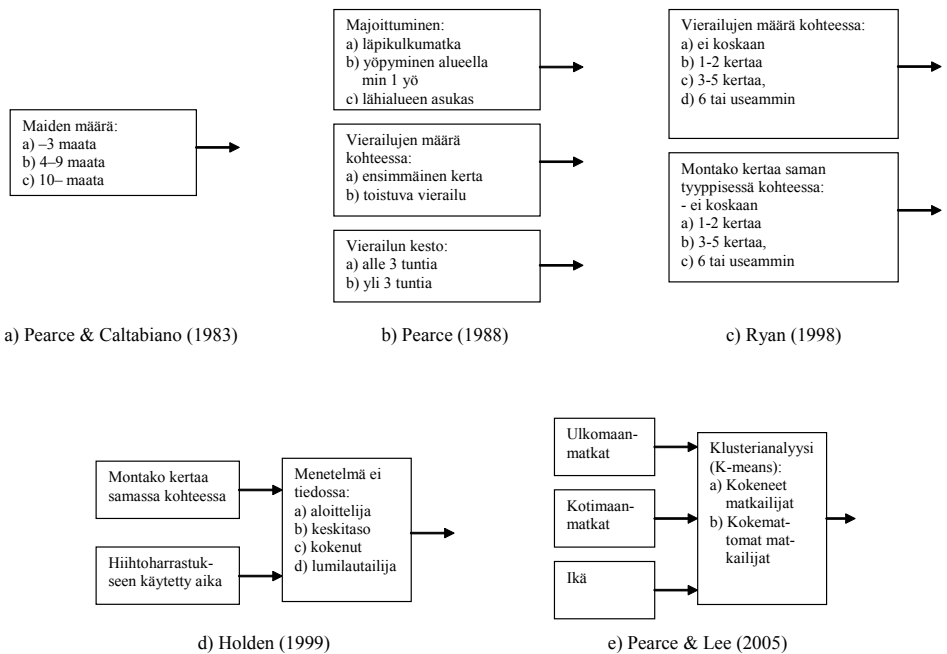 Maiden määrä:
a) –3 maata
b) 4–9 maata
c) 10– maata
a) Pearce & Caltabiano (1983)
Majoittuminen:
a) läpikulkumatka
b) yöpyminen alueella
min 1 yö
c) lähialueen asukas
Vierailujen määrä
kohteessa:
a) ensimmäinen kerta
b) toistuva vierailu
Vierailun kesto:
a) alle 3 tuntia
b) yli 3 tuntia
b) Pearce (1988)
Vierailujen määrä kohteessa:
a) ei koskaan
b) 1-2 kertaa
c) 3-5 kertaa,
d) 6 tai useammin
Montako kertaa saman
tyyppisessä kohteessa:
- ei koskaan
a) 1-2 kertaa
b) 3-5 kertaa,
c) 6 tai useammin
c) Ryan (1998)
Montako kertaa
samassa kohteessa
Hiihtoharrastuk-
seen käytetty aika
Menetelmä ei
tiedossa:
a) aloittelija
b) keskitaso
c) kokenut
d) lumilautailija
d) Holden (1999)
Ulkomaan-
matkat
Kotimaan-
matkat
Ikä
Klusterianalyysi
(K-means):
a) Kokeneet
matkailijat
b) Kokemat-
tomat mat-
kailijat
e) Pearce & Lee (2005)